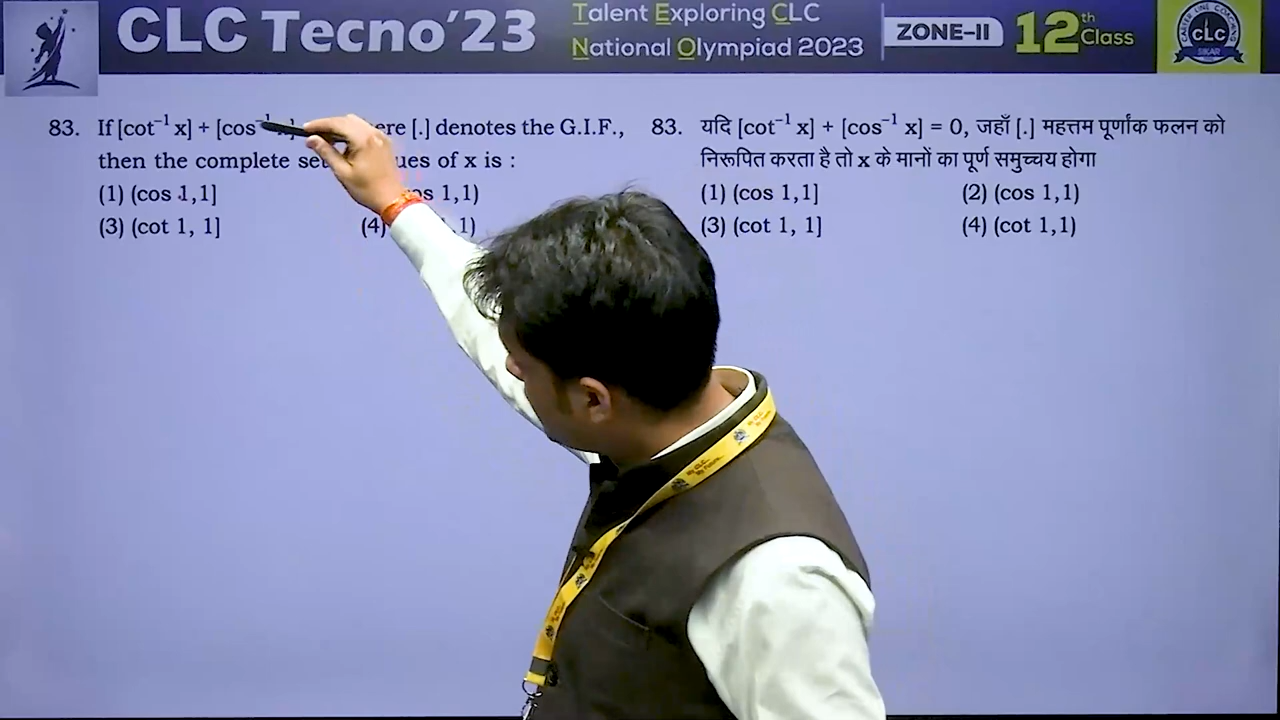 CLC Tecno'23
Talent Exploring CLC
National Olympiad 2023
ZONE-II
12th Class
CLC
SIKAR
83. If [cot⁻¹ x] + [cos⁻¹ x] ere [.] denotes the G.I.F.,
then the complete set ues of x is :
(1) (cos 1,1] os 1,1)
(3) (cot 1, 1] (4) 1)
83. यदि [cot⁻¹ x] + [cos⁻¹ x] = 0, जहाँ [.] महत्तम पूर्णांक फलन को
निरूपित करता है तो x के मानों का पूर्ण समुच्चय होगा
(1) (cos 1,1] (2) (cos 1,1)
(3) (cot 1, 1] (4) (cot 1,1)